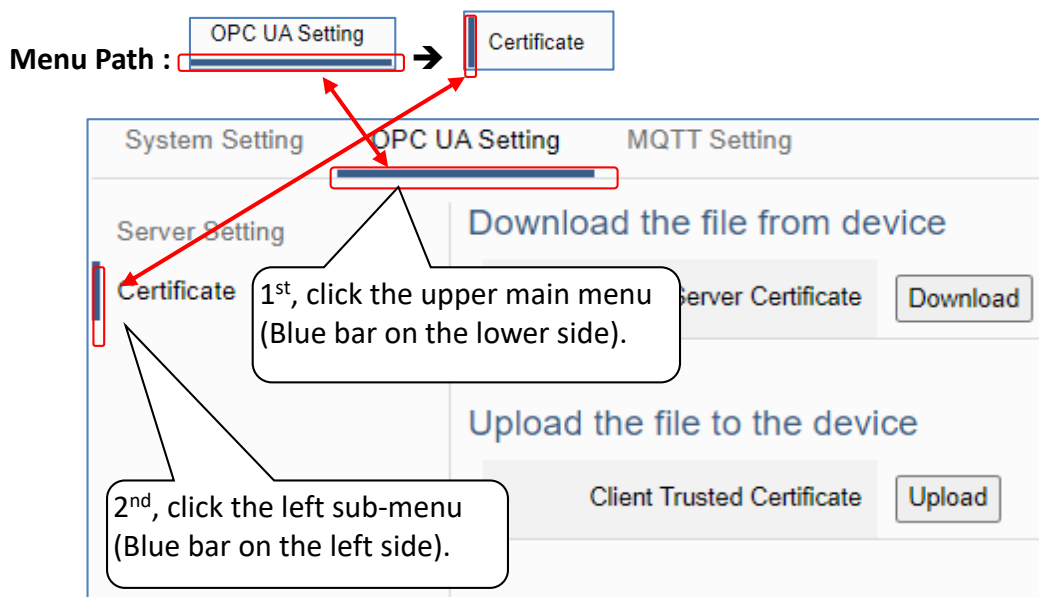 OPC UA Setting
Certificate
Menu Path : ➔
System Setting OPC UA Setting MQTT Setting
Server Setting
Certificate
Download the file from device
Server Certificate Download
1st, click the upper main menu
(Blue bar on the lower side).
Upload the file to the device
Client Trusted Certificate Upload
2nd, click the left sub-menu
(Blue bar on the left side).